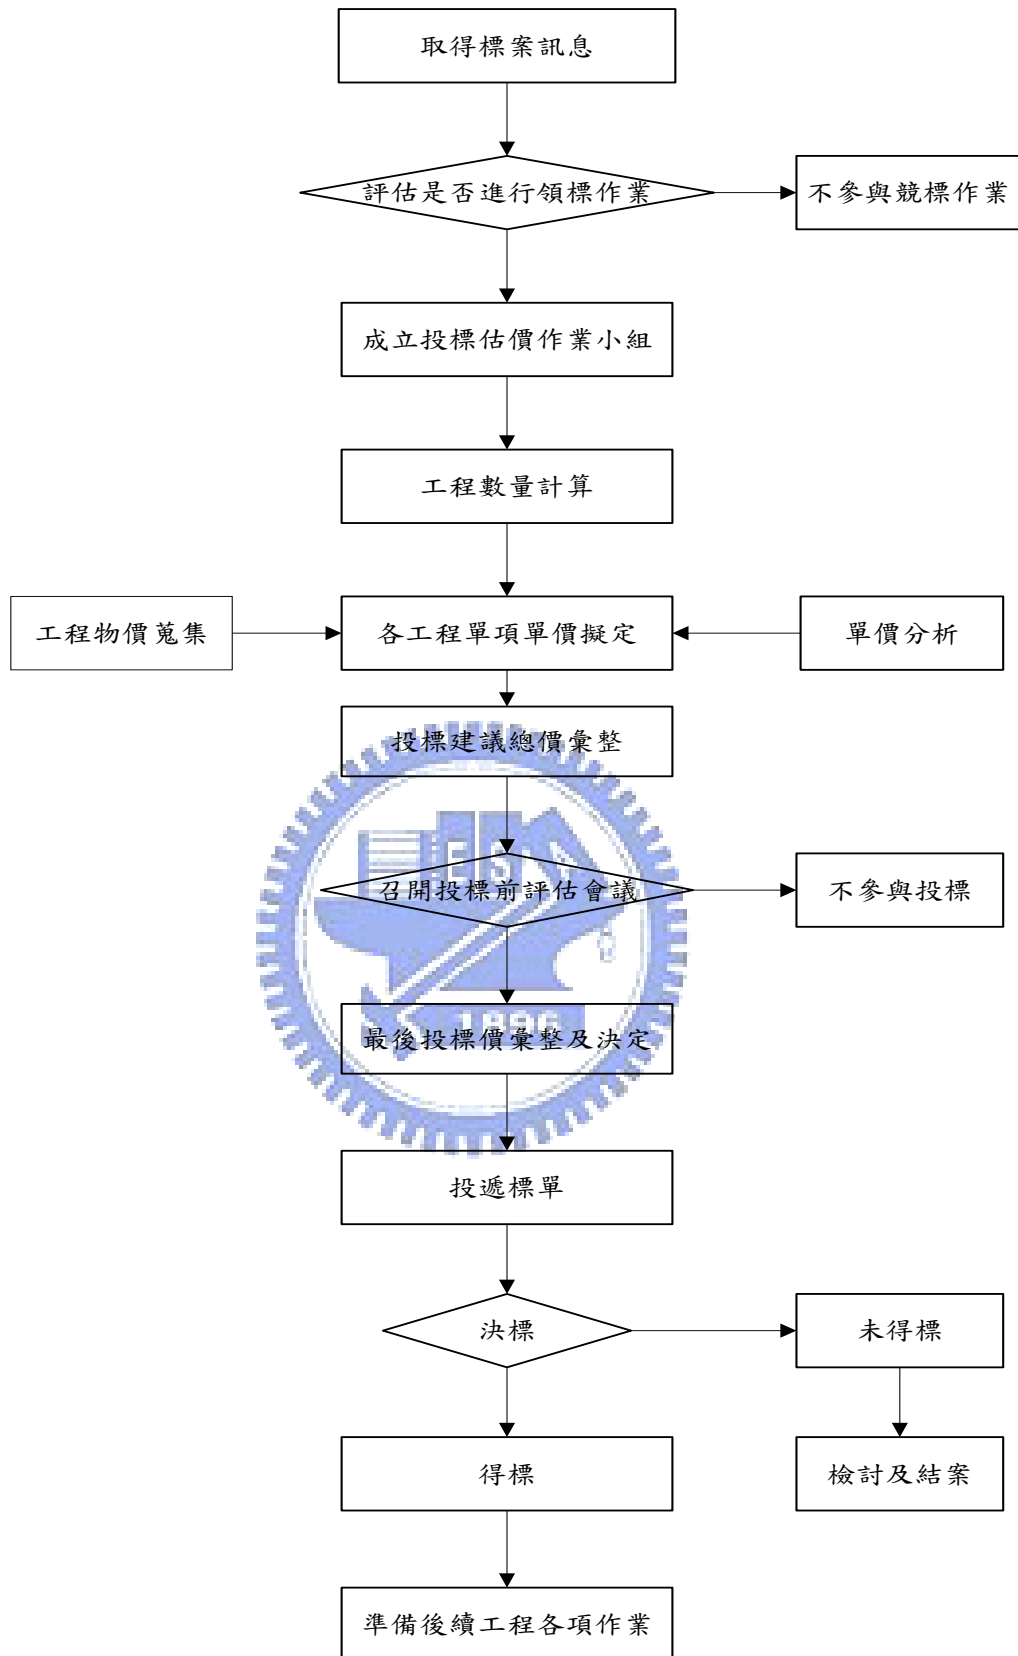 取得標案訊息
評估是否進行領標作業
不參與競標作業
成立投標估價作業小組
工程數量計算
工程物價蒐集
各工程單項單價擬定
單價分析
投標建議總價彙整
E S
召開投標前評估會議
不參與投標
1896
最後投標價彙整及決定
投遞標單
決標
未得標
得標
檢討及結案
準備後續工程各項作業